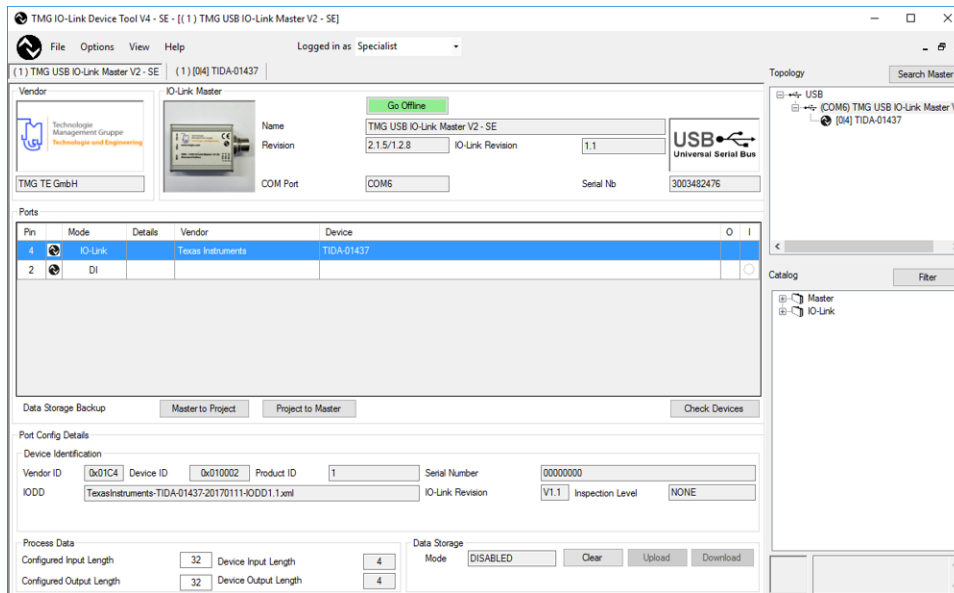 TMG IO-Link Device Tool V4 - SE - [( 1 ) TMG USB IO-Link Master V2 - SE]
File Options View Help Logged in as Specialist
( 1 ) TMG USB IO-Link Master V2 - SE ( 1 ) [0|4] TIDA-01437
Vendor
Technologie
Management Gruppe
Technologie und Engineering
TMG TE GmbH
IO-Link Master
Go Offline
Name TMG USB IO-Link Master V2 - SE
Revision 2.1.5/1.2.8 IO-Link Revision 1.1
COM Port COM6 Serial Nb 3003482476
USB
Universal Serial Bus
Ports
Pin Mode Details Vendor Device O I
4 IO-Link Texas Instruments TIDA-01437
2 DI
Data Storage Backup Master to Project Project to Master Check Devices
Port Config Details
Device Identification
Vendor ID 0x01C4 Device ID 0x010002 Product ID 1 Serial Number 00000000
IODD TexasInstruments-TIDA-01437-20170111-IODD1.1.xml IO-Link Revision V1.1 Inspection Level NONE
Process Data
Configured Input Length 32 Device Input Length 4
Configured Output Length 32 Device Output Length 4
Data Storage
Mode DISABLED Clear Upload Download
Topology Search Master
USB
(COM6) TMG USB IO-Link Master
[0|4] TIDA-01437
Catalog Filter
Master
IO-Link